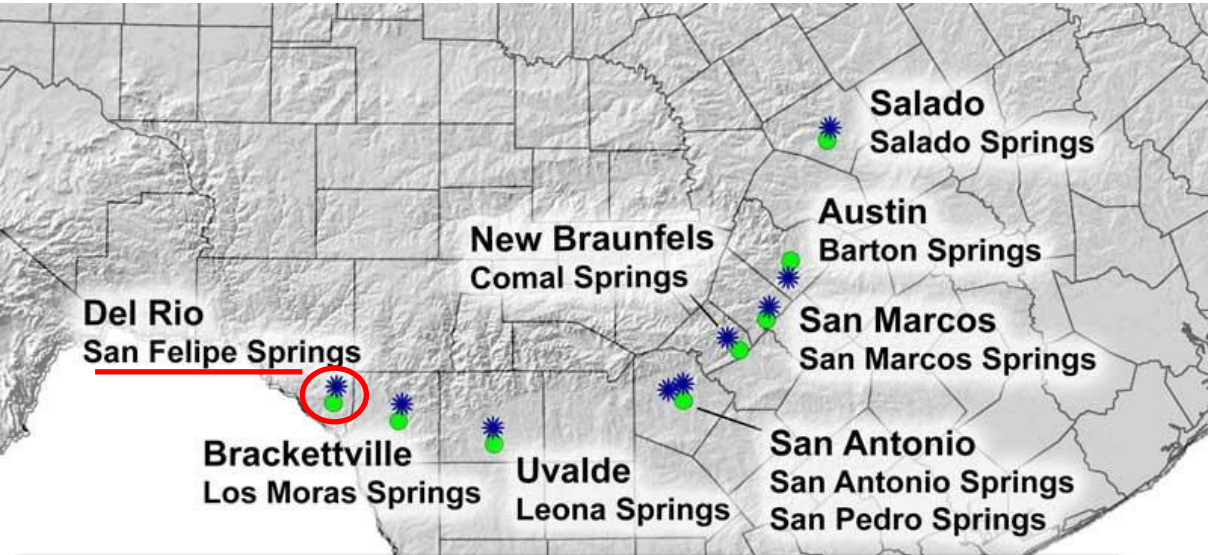 Salado
Salado Springs
Austin
Barton Springs
New Braunfels
Comal Springs
Del Rio
San Felipe Springs
San Marcos
San Marcos Springs
Brackettville
Los Moras Springs
Uvalde
Leona Springs
San Antonio
San Antonio Springs
San Pedro Springs